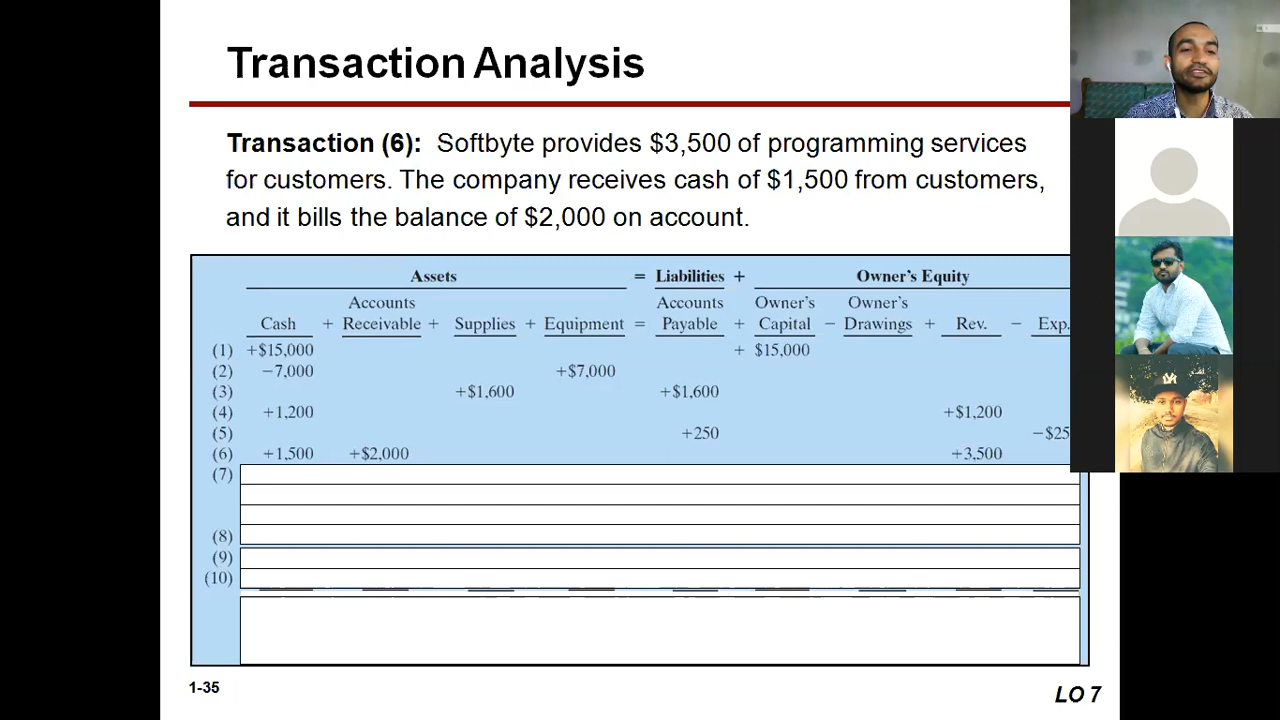 Transaction Analysis
Transaction (6): Softbyte provides $3,500 of programming services
for customers. The company receives cash of $1,500 from customers,
and it bills the balance of $2,000 on account.
Assets = Liabilities + Owner's Equity
Accounts Accounts Owner's Owner's
Cash + Receivable + Supplies + Equipment = Payable + Capital − Drawings + Rev. − Exp.
(1) +$15,000 + $15,000
(2) −7,000 +$7,000
(3) +$1,600 +$1,600
(4) +1,200 +$1,200
(5) +250 −$25
(6) +1,500 +$2,000 +3,500
(7)
(8)
(9)
(10)
1-35
LO 7